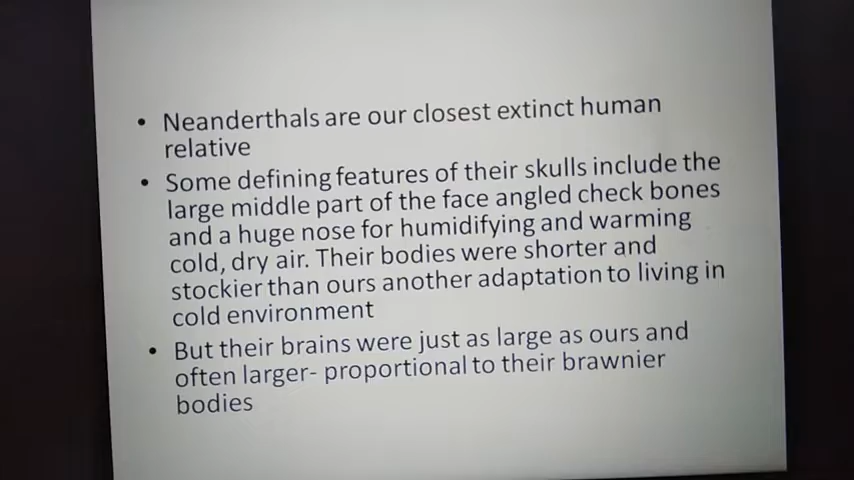 • Neanderthals are our closest extinct human
relative
• Some defining features of their skulls include the
large middle part of the face angled check bones
and a huge nose for humidifying and warming
cold, dry air. Their bodies were shorter and
stockier than ours another adaptation to living in
cold environment
• But their brains were just as large as ours and
often larger- proportional to their brawnier
bodies